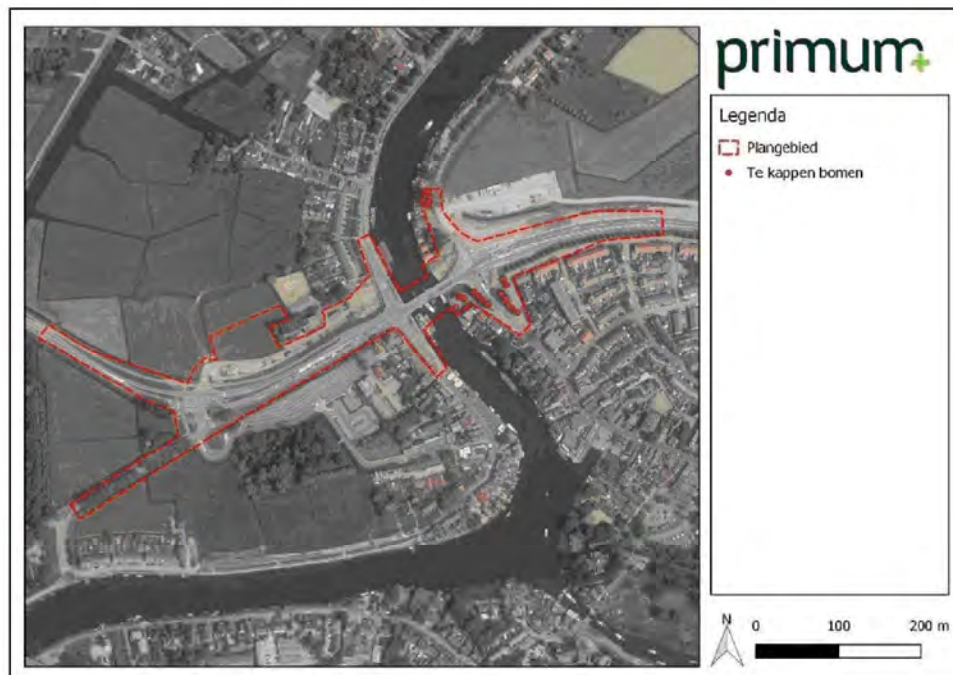 primum+
Legenda
Plangebied
Te kappen bomen
N
0 100 200 m